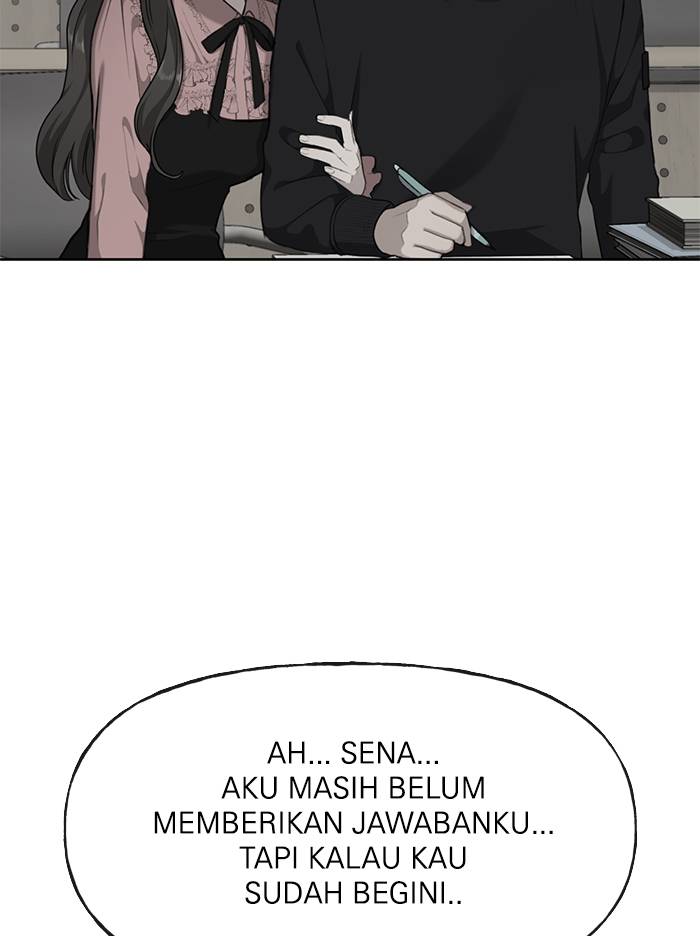 AH... SENA...
AKU MASIH BELUM
MEMBERIKAN JAWABANKU...
TAPI KALAU KAU
SUDAH BEGINI..